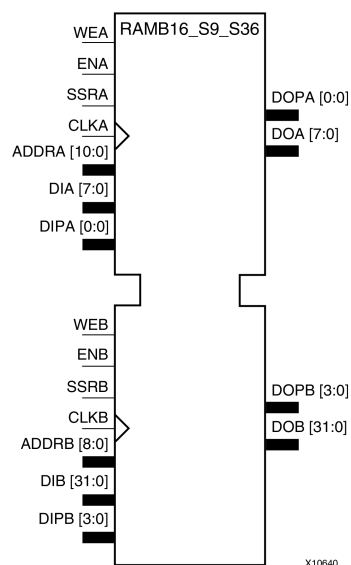 RAMB16_S9_S36
WEA
ENA
SSRA
CLKA
ADDRA [10:0]
DIA [7:0]
DIPA [0:0]
DOPA [0:0]
DOA [7:0]
WEB
ENB
SSRB
CLKB
ADDRB [8:0]
DIB [31:0]
DIPB [3:0]
DOPB [3:0]
DOB [31:0]
X10640